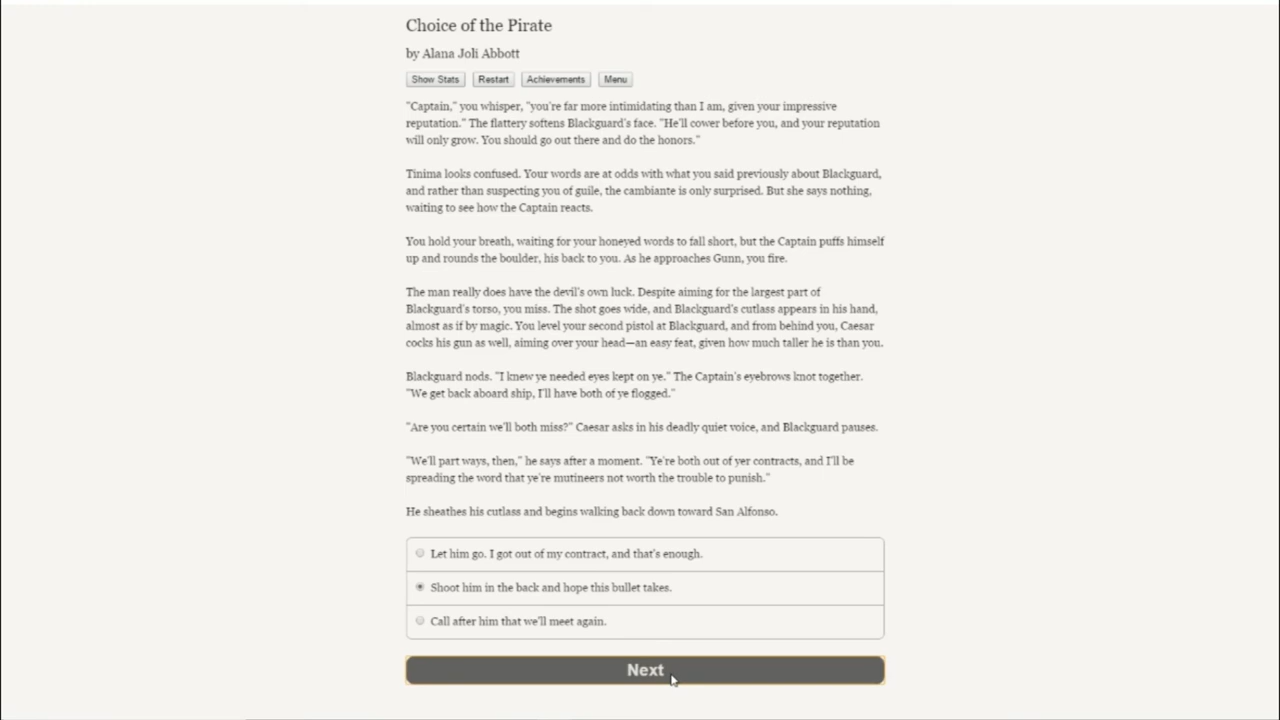 Choice of the Pirate
by Alana Joli Abbott
Show Stats Restart Achievements Menu
"Captain," you whisper, "you're far more intimidating than I am, given your impressive
reputation." The flattery softens Blackguard's face. "He'll cower before you, and your reputation
will only grow. You should go out there and do the honors."
Tinima looks confused. Your words are at odds with what you said previously about Blackguard,
and rather than suspecting you of guile, the cambiante is only surprised. But she says nothing,
waiting to see how the Captain reacts.
You hold your breath, waiting for your honeyed words to fall short, but the Captain puffs himself
up and rounds the boulder, his back to you. As he approaches Gunn, you fire.
The man really does have the devil's own luck. Despite aiming for the largest part of
Blackguard's torso, you miss. The shot goes wide, and Blackguard's cutlass appears in his hand,
almost as if by magic. You level your second pistol at Blackguard, and from behind you, Caesar
cocks his gun as well, aiming over your head—an easy feat, given how much taller he is than you.
Blackguard nods. "I knew ye needed eyes kept on ye." The Captain's eyebrows knot together.
"We get back aboard ship, I'll have both of ye flogged."
"Are you certain we'll both miss?" Caesar asks in his deadly quiet voice, and Blackguard pauses.
"We'll part ways, then," he says after a moment. "Ye're both out of yer contracts, and I'll be
spreading the word that ye're mutineers not worth the trouble to punish."
He sheathes his cutlass and begins walking back down toward San Alfonso.
Let him go. I got out of my contract, and that's enough.
Shoot him in the back and hope this bullet takes.
Call after him that we'll meet again.
Next